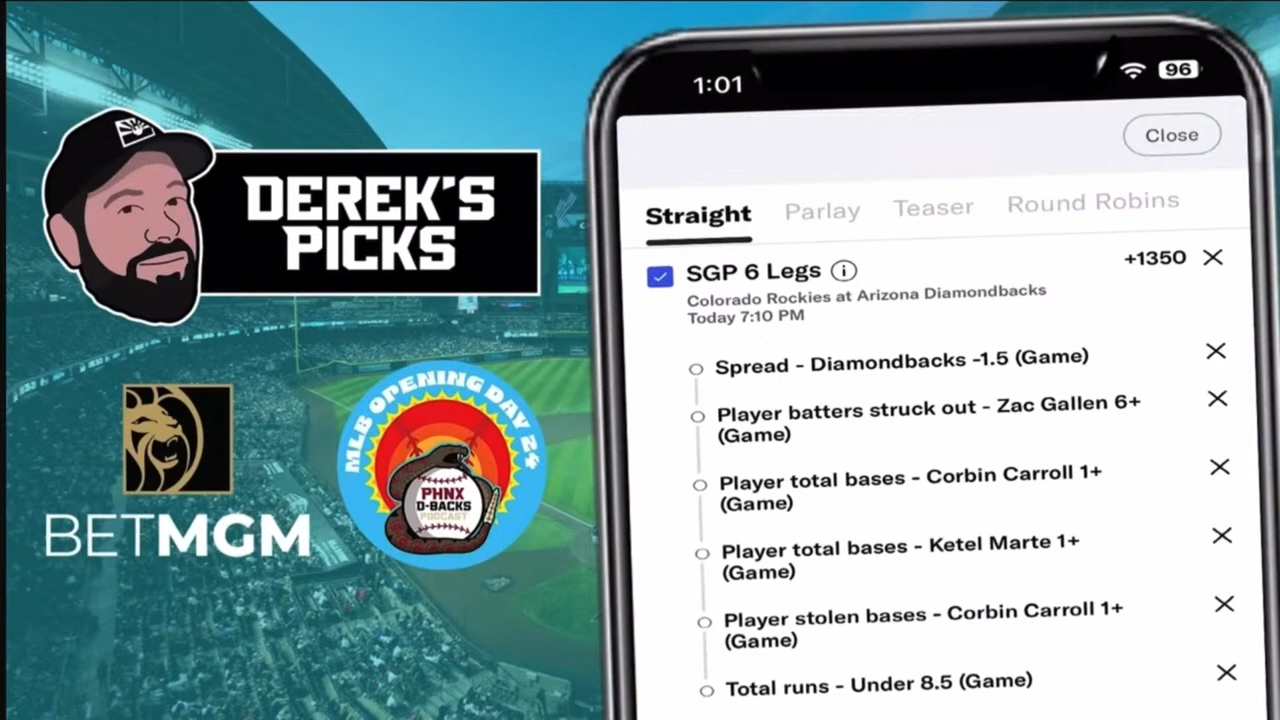 DEREK'S
PICKS
BETMGM
MLB OPENING DAY 24
PHNX
D-BACKS
PODCAST
1:01
96
Close
Straight Parlay Teaser Round Robins
SGP 6 Legs
+1350
Colorado Rockies at Arizona Diamondbacks
Today 7:10 PM
Spread - Diamondbacks -1.5 (Game)
Player batters struck out - Zac Gallen 6+
(Game)
Player total bases - Corbin Carroll 1+
(Game)
Player total bases - Ketel Marte 1+
(Game)
Player stolen bases - Corbin Carroll 1+
(Game)
Total runs - Under 8.5 (Game)